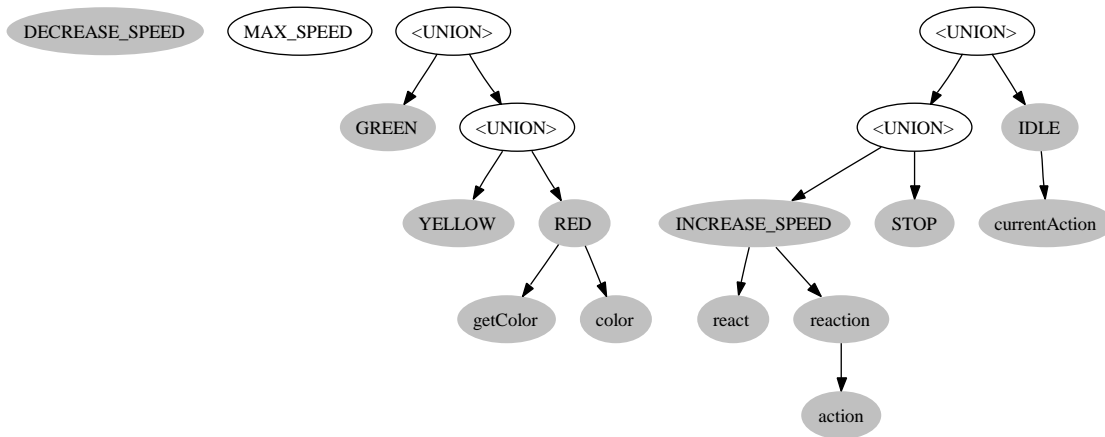 DECREASE_SPEED
MAX_SPEED
<UNION>
<UNION>
GREEN
<UNION>
<UNION>
IDLE
YELLOW
RED
INCREASE_SPEED
STOP
currentAction
getColor
color
react
reaction
action